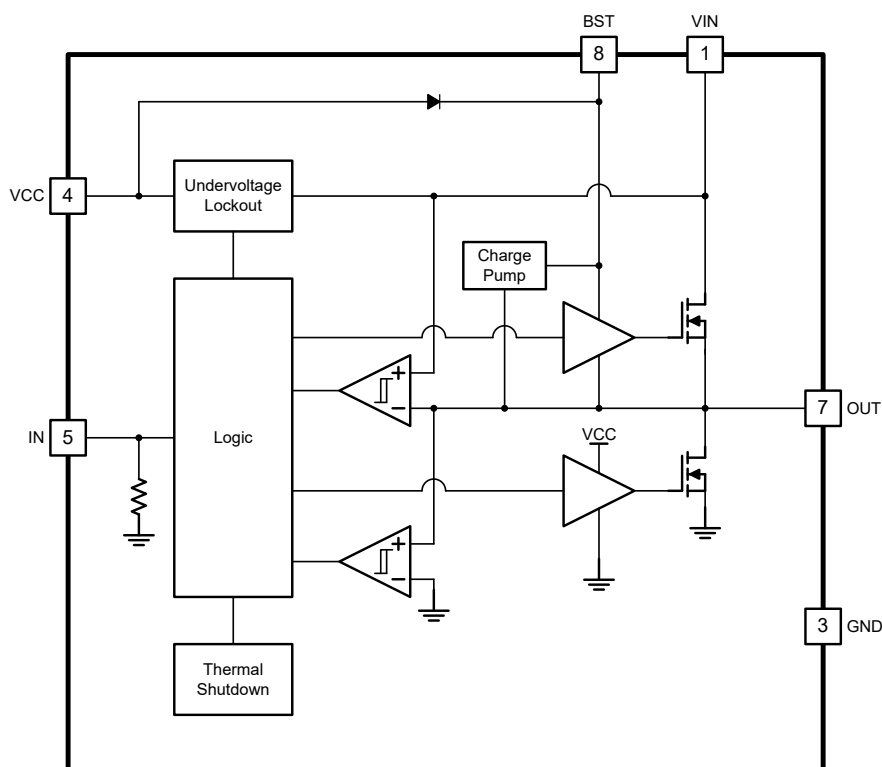 BST
VIN
8
1
VCC
4
Undervoltage
Lockout
Charge
Pump
+
−
IN
5
Logic
7
OUT
VCC
+
−
3
GND
Thermal
Shutdown